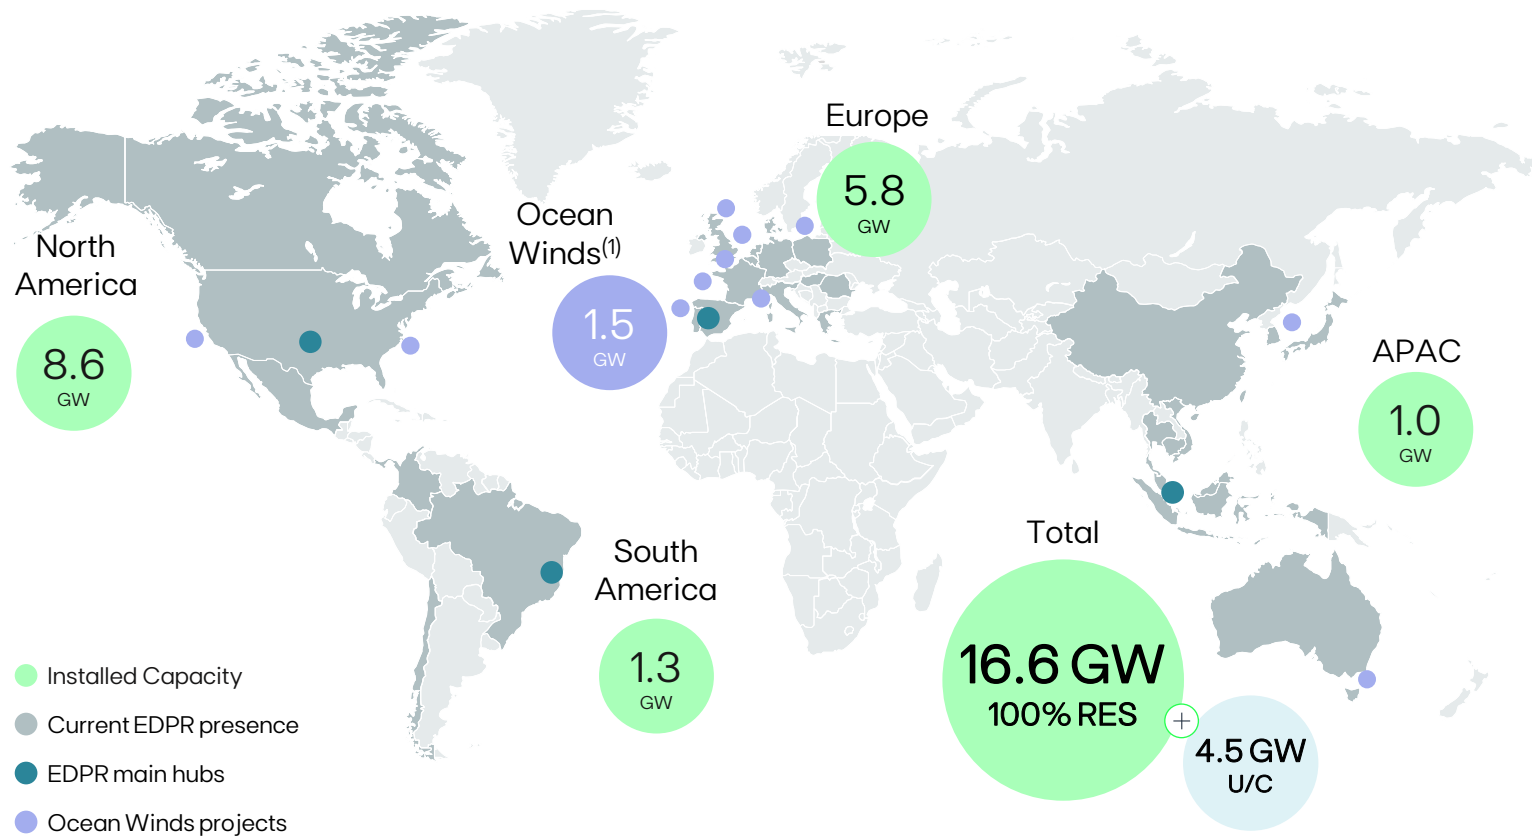 Europe
5.8
GW
Ocean
Winds(1)
1.5
GW
North
America
8.6
GW
APAC
1.0
GW
South
America
1.3
GW
Total
16.6 GW
100% RES
+
4.5 GW
U/C
Installed Capacity
Current EDPR presence
EDPR main hubs
Ocean Winds projects